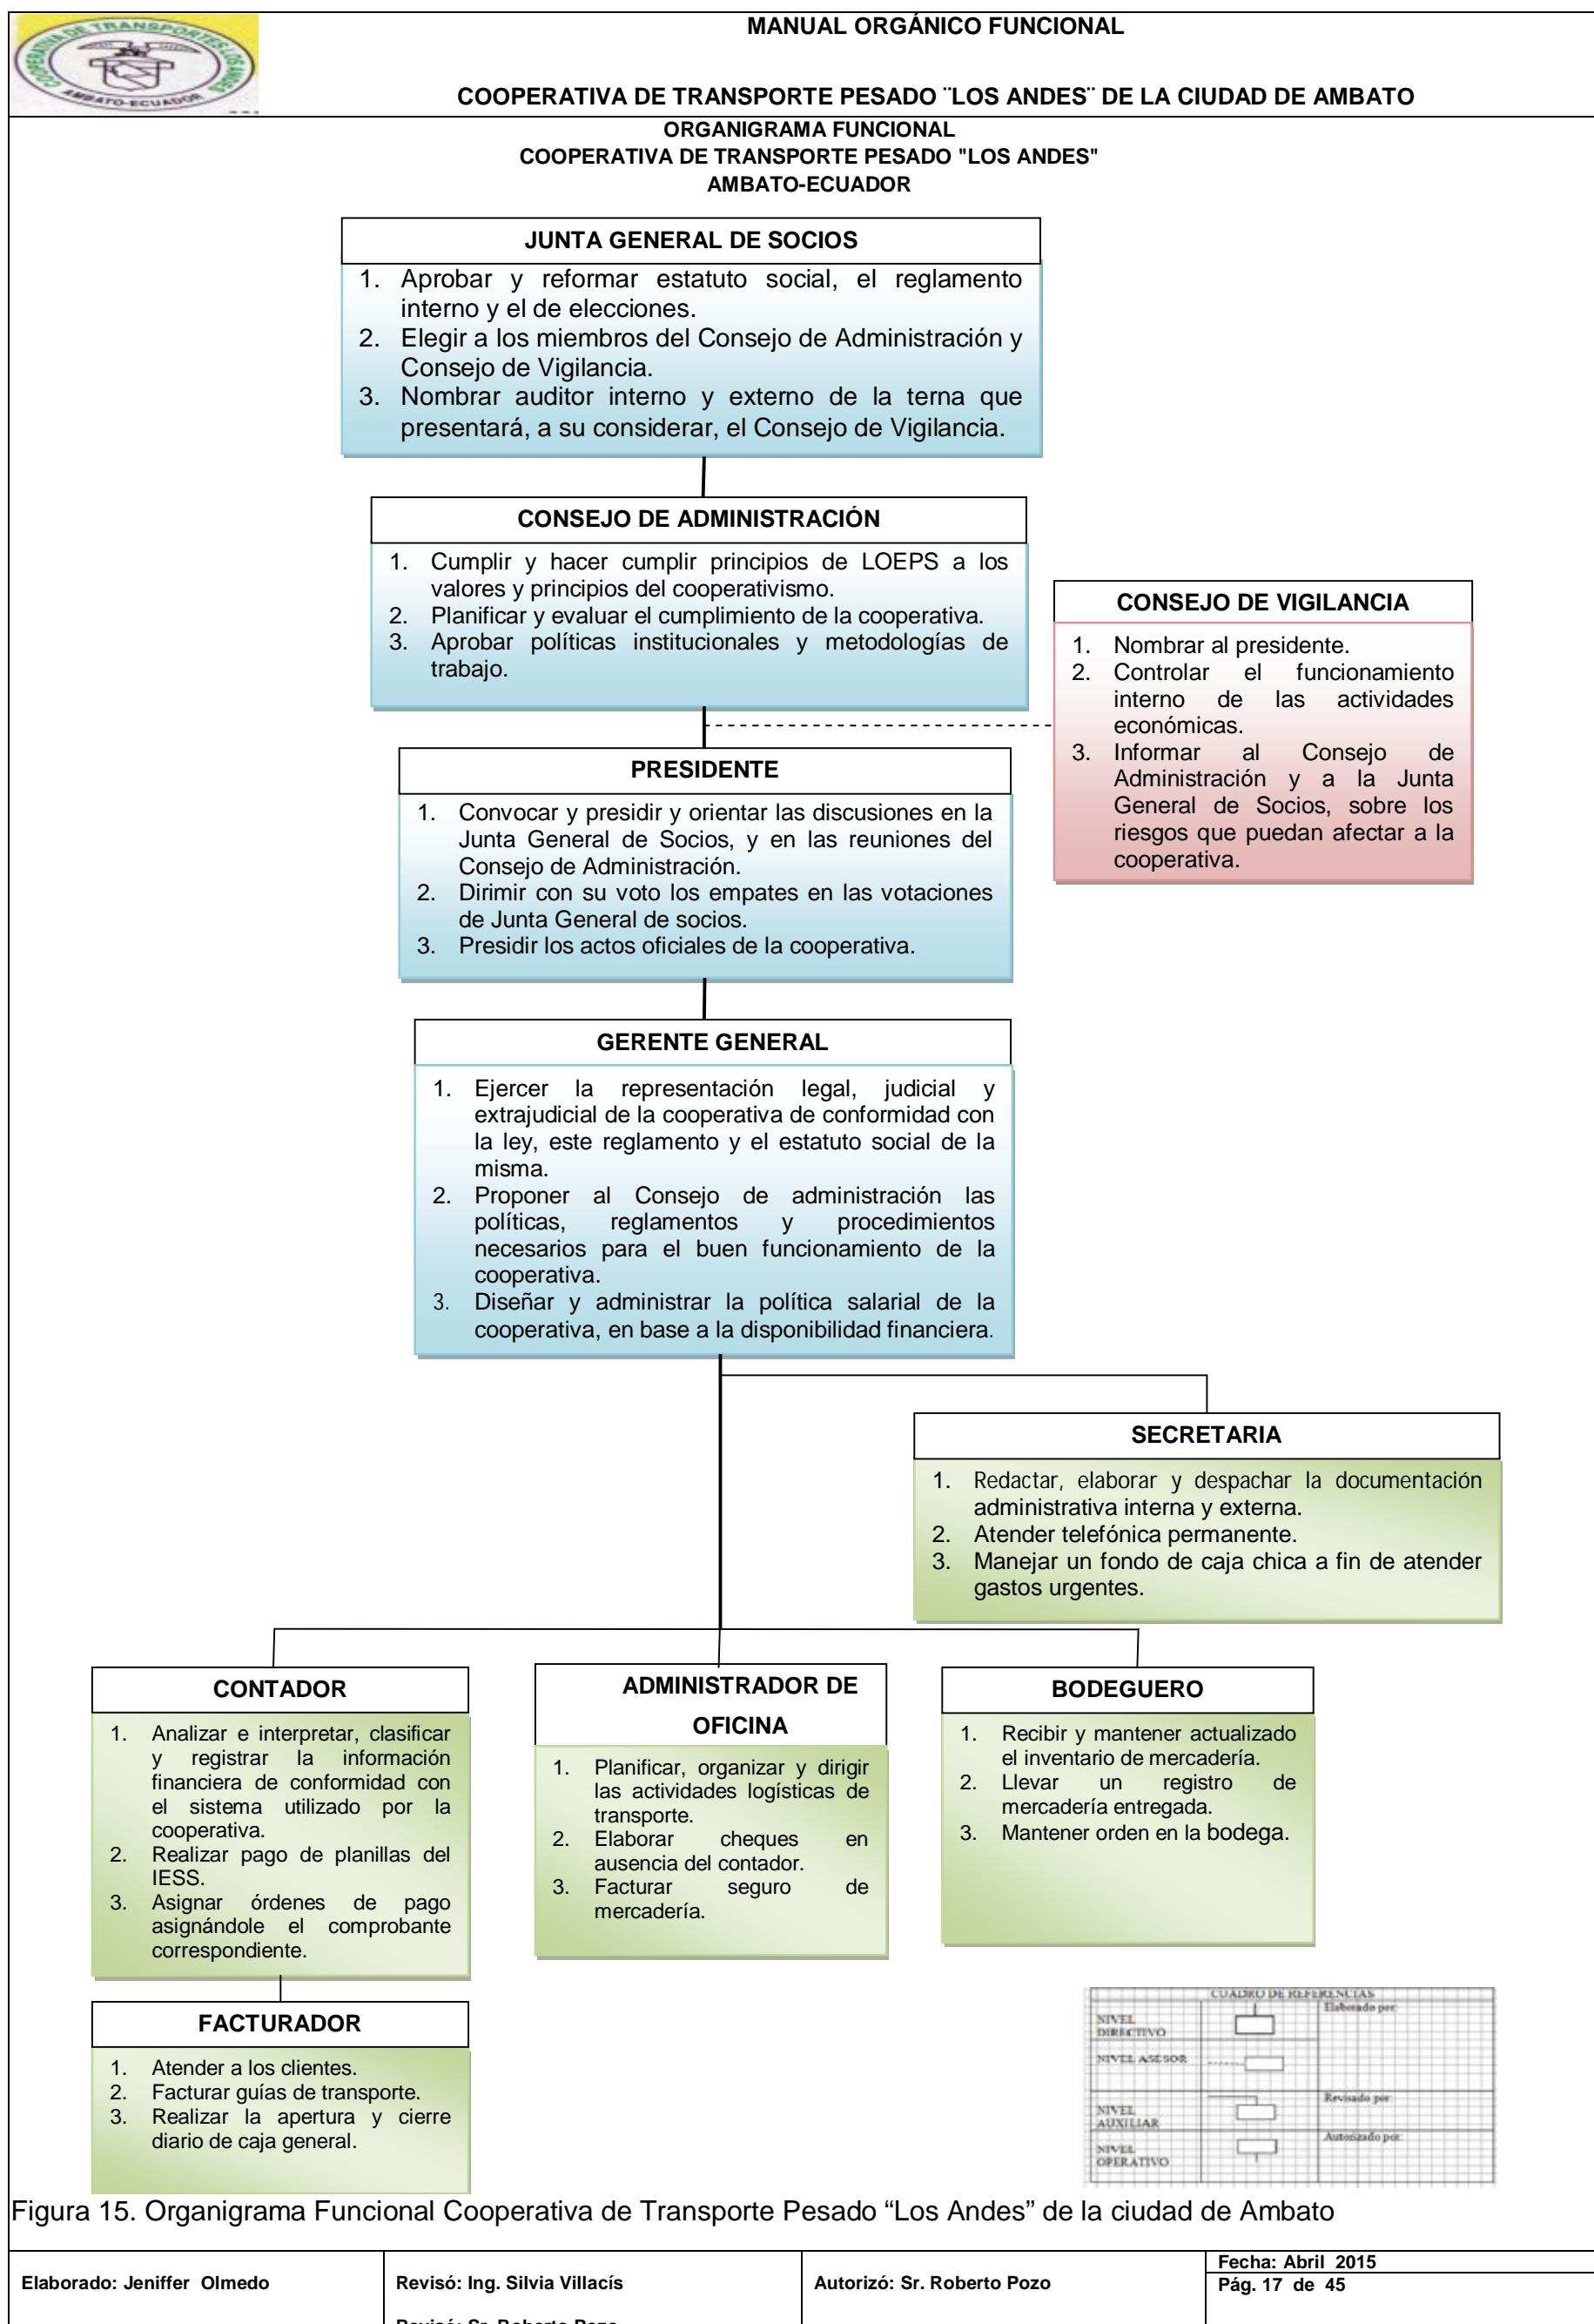 COOPERATIVA DE TRANSPORTES LOS ANDES
AMBATO-ECUADOR
MANUAL ORGÁNICO FUNCIONAL
COOPERATIVA DE TRANSPORTE PESADO ¨LOS ANDES¨ DE LA CIUDAD DE AMBATO
ORGANIGRAMA FUNCIONAL
COOPERATIVA DE TRANSPORTE PESADO "LOS ANDES"
AMBATO-ECUADOR
JUNTA GENERAL DE SOCIOS
1. Aprobar y reformar estatuto social, el reglamento
interno y el de elecciones.
2. Elegir a los miembros del Consejo de Administración y
Consejo de Vigilancia.
3. Nombrar auditor interno y externo de la terna que
presentará, a su considerar, el Consejo de Vigilancia.
CONSEJO DE ADMINISTRACIÓN
1. Cumplir y hacer cumplir principios de LOEPS a los
valores y principios del cooperativismo.
2. Planificar y evaluar el cumplimiento de la cooperativa.
3. Aprobar políticas institucionales y metodologías de
trabajo.
CONSEJO DE VIGILANCIA
1. Nombrar al presidente.
2. Controlar el funcionamiento
interno de las actividades
económicas.
3. Informar al Consejo de
Administración y a la Junta
General de Socios, sobre los
riesgos que puedan afectar a la
cooperativa.
PRESIDENTE
1. Convocar y presidir y orientar las discusiones en la
Junta General de Socios, y en las reuniones del
Consejo de Administración.
2. Dirimir con su voto los empates en las votaciones
de Junta General de socios.
3. Presidir los actos oficiales de la cooperativa.
GERENTE GENERAL
1. Ejercer la representación legal, judicial y
extrajudicial de la cooperativa de conformidad con
la ley, este reglamento y el estatuto social de la
misma.
2. Proponer al Consejo de administración las
políticas, reglamentos y procedimientos
necesarios para el buen funcionamiento de la
cooperativa.
3. Diseñar y administrar la política salarial de la
cooperativa, en base a la disponibilidad financiera.
SECRETARIA
1. Redactar, elaborar y despachar la documentación
administrativa interna y externa.
2. Atender telefónica permanente.
3. Manejar un fondo de caja chica a fin de atender
gastos urgentes.
CONTADOR
1. Analizar e interpretar, clasificar
y registrar la información
financiera de conformidad con
el sistema utilizado por la
cooperativa.
2. Realizar pago de planillas del
IESS.
3. Asignar órdenes de pago
asignándole el comprobante
correspondiente.
ADMINISTRADOR DE
OFICINA
1. Planificar, organizar y dirigir
las actividades logísticas de
transporte.
2. Elaborar cheques en
ausencia del contador.
3. Facturar seguro de
mercadería.
BODEGUERO
1. Recibir y mantener actualizado
el inventario de mercadería.
2. Llevar un registro de
mercadería entregada.
3. Mantener orden en la bodega.
FACTURADOR
1. Atender a los clientes.
2. Facturar guías de transporte.
3. Realizar la apertura y cierre
diario de caja general.
CUADRO DE REFERENCIAS
NIVEL
DIRECTIVO
Elaborado por:
NIVEL ASESOR
NIVEL
AUXILIAR
Revisado por:
NIVEL
OPERATIVO
Autorizado por:
Figura 15. Organigrama Funcional Cooperativa de Transporte Pesado “Los Andes” de la ciudad de Ambato
Elaborado: Jeniffer Olmedo
Revisó: Ing. Silvia Villacís
Revisó: Sr. Roberto Pozo
Autorizó: Sr. Roberto Pozo
Fecha: Abril 2015
Pág. 17 de 45